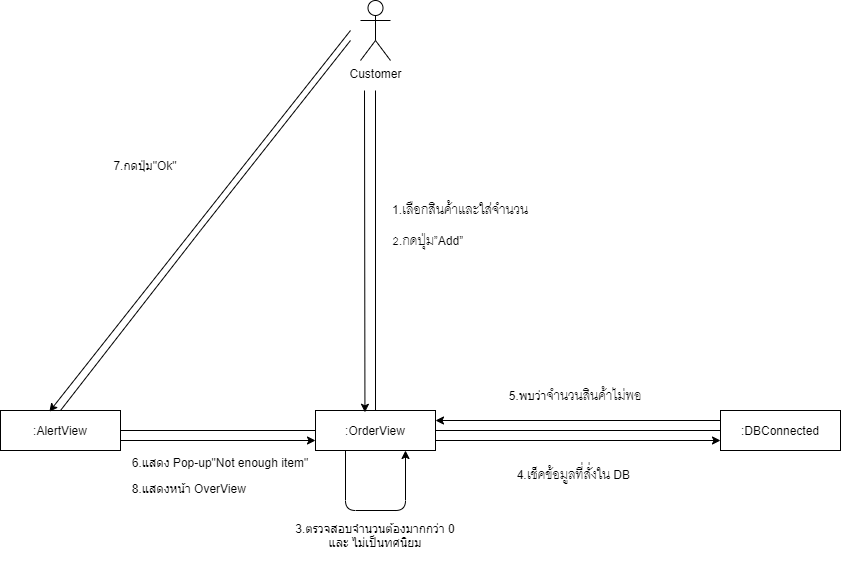 Customer
7.กดปุ่ม"Ok"
1.เลือกสินค้าและใส่จำนวน
2.กดปุ่ม"Add"
5.พบว่าจำนวนสินค้าไม่พอ
:AlertView
:OrderView
:DBConnected
6.แสดง Pop-up"Not enough item"
4.เช็คข้อมูลที่สั่งใน DB
8.แสดงหน้า OverView
3.ตรวจสอบจำนวนต้องมากกว่า 0
และ ไม่เป็นทศนิยม